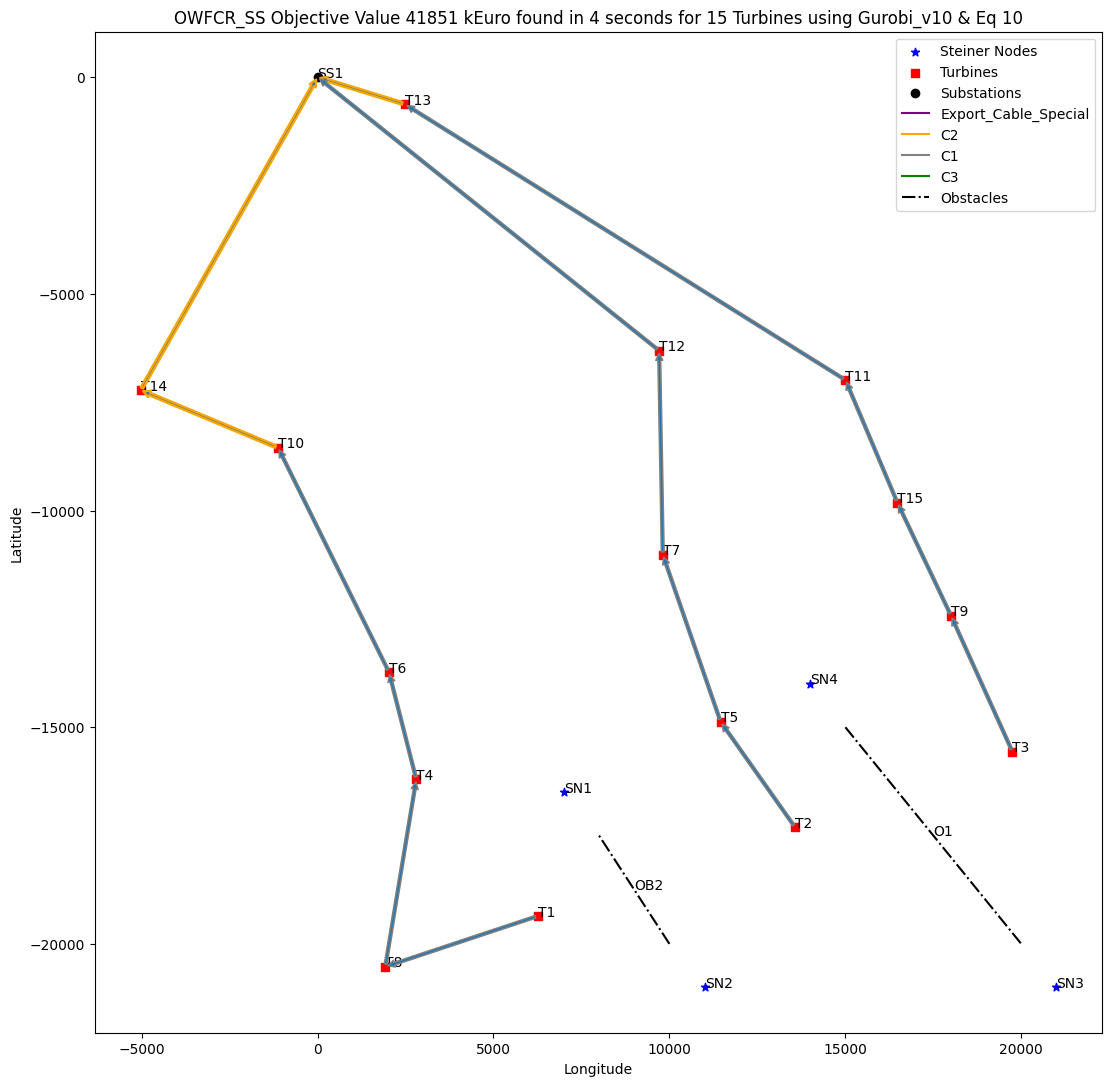 OWFCR_SS Objective Value 41851 kEuro found in 4 seconds for 15 Turbines using Gurobi_v10 & Eq 10
Steiner Nodes
Turbines
Substations
Export_Cable_Special
C2
C1
C3
Obstacles
SS1
T13
T12
T11
T14
T10
T15
T7
T9
T6
SN4
T5
T3
T4
SN1
T2
O1
OB2
T1
T8
SN2
SN3
0
−5000
−10000
−15000
−20000
Latitude
−5000
0
5000
10000
15000
20000
Longitude